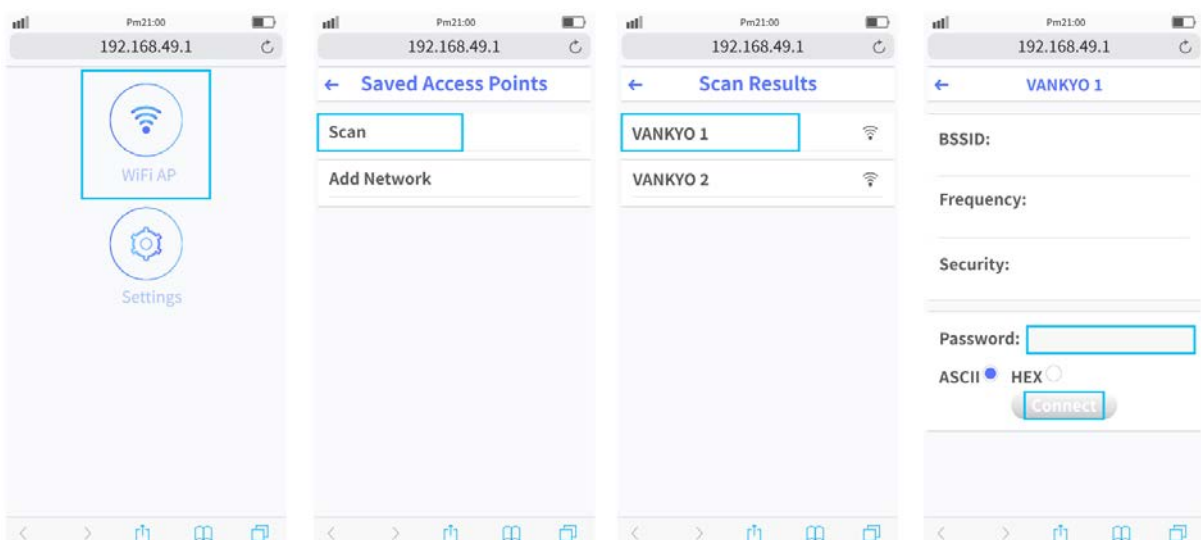 Pm21:00
192.168.49.1
WiFi AP
Settings
Pm21:00
192.168.49.1
← Saved Access Points
Scan
Add Network
Pm21:00
192.168.49.1
← Scan Results
VANKYO 1
VANKYO 2
Pm21:00
192.168.49.1
← VANKYO 1
BSSID:
Frequency:
Security:
Password:
ASCII HEX
Connect